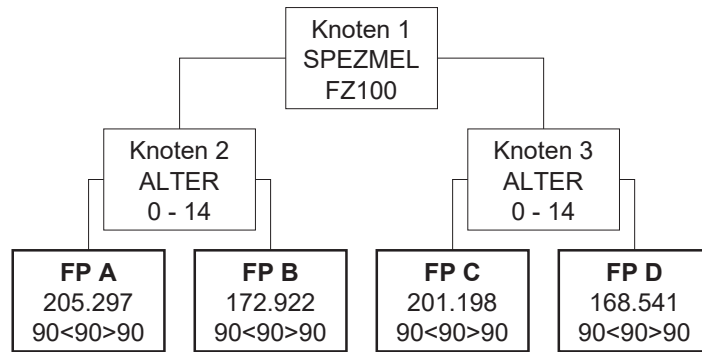 Knoten 1
SPEZMEL
FZ100
Knoten 2
ALTER
0 - 14
Knoten 3
ALTER
0 - 14
FP A
205.297
90<90>90
FP B
172.922
90<90>90
FP C
201.198
90<90>90
FP D
168.541
90<90>90